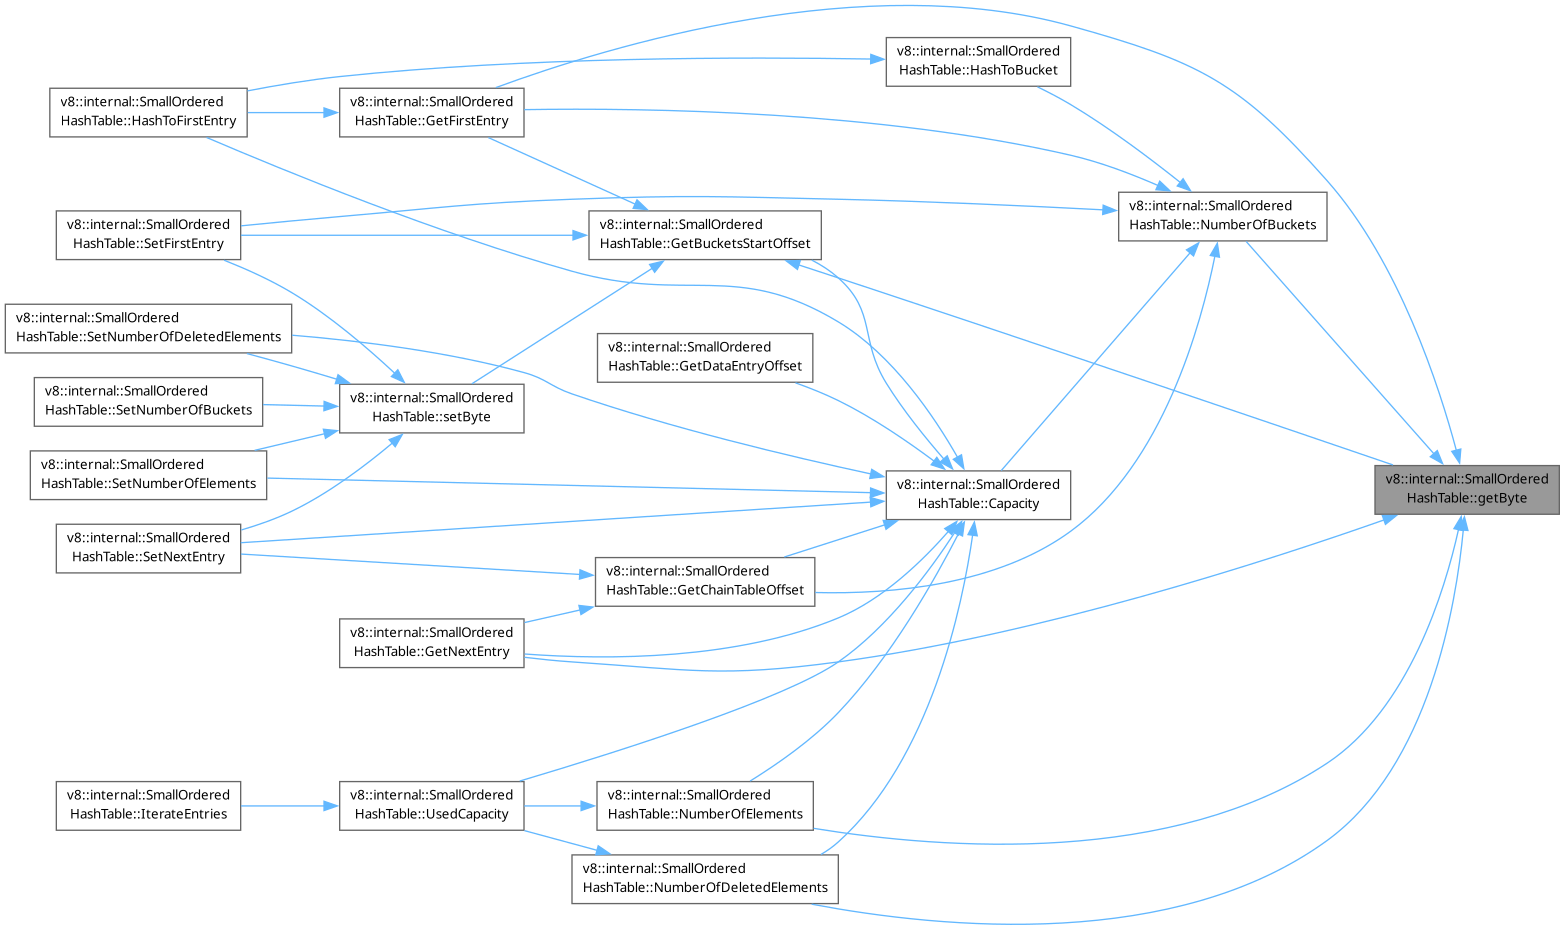 v8::internal::SmallOrdered
HashTable::HashToBucket
v8::internal::SmallOrdered
HashTable::HashToFirstEntry
v8::internal::SmallOrdered
HashTable::GetFirstEntry
v8::internal::SmallOrdered
HashTable::NumberOfBuckets
v8::internal::SmallOrdered
HashTable::SetFirstEntry
v8::internal::SmallOrdered
HashTable::GetBucketsStartOffset
v8::internal::SmallOrdered
HashTable::SetNumberOfDeletedElements
v8::internal::SmallOrdered
HashTable::GetDataEntryOffset
v8::internal::SmallOrdered
HashTable::SetNumberOfBuckets
v8::internal::SmallOrdered
HashTable::setByte
v8::internal::SmallOrdered
HashTable::SetNumberOfElements
v8::internal::SmallOrdered
HashTable::Capacity
v8::internal::SmallOrdered
HashTable::getByte
v8::internal::SmallOrdered
HashTable::SetNextEntry
v8::internal::SmallOrdered
HashTable::GetChainTableOffset
v8::internal::SmallOrdered
HashTable::GetNextEntry
v8::internal::SmallOrdered
HashTable::IterateEntries
v8::internal::SmallOrdered
HashTable::UsedCapacity
v8::internal::SmallOrdered
HashTable::NumberOfElements
v8::internal::SmallOrdered
HashTable::NumberOfDeletedElements